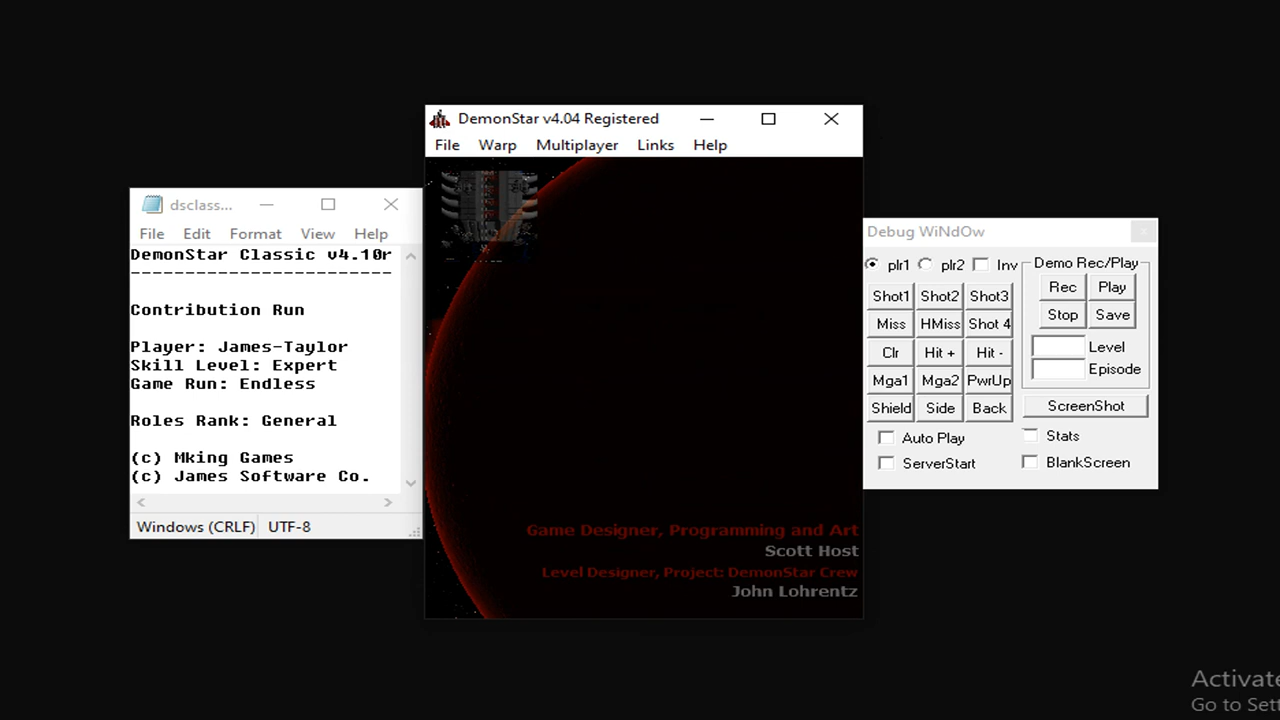 dsclass...
File Edit Format View Help
DemonStar Classic v4.10r
------------------------
Contribution Run
Player: James-Taylor
Skill Level: Expert
Game Run: Endless
Roles Rank: General
(c) Mking Games
(c) James Software Co.
Windows (CRLF) UTF-8
DemonStar v4.04 Registered
File Warp Multiplayer Links Help
Game Designer, Programming and Art
Scott Host
Level Designer, Project: DemonStar Crew
John Lohrentz
Debug WiNdOw
plr1 plr2 Inv
Shot1 Shot2 Shot3
Miss HMiss Shot 4
Clr Hit + Hit -
Mga1 Mga2 PwrUp
Shield Side Back
Auto Play
ServerStart
Demo Rec/Play
Rec Play
Stop Save
Level
Episode
ScreenShot
Stats
BlankScreen
Activate
Go to Sett